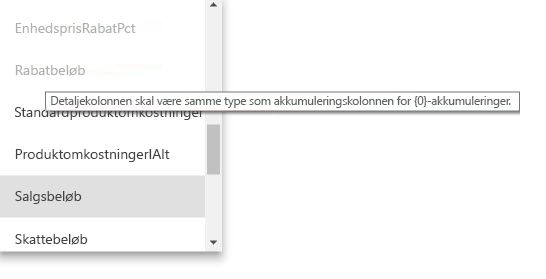 EnhedsprisRabatPct
Rabatbeløb
Detaljekolonnen skal være samme type som akkumuleringskolonnen for {0}-akkumuleringer.
Standardproduktomkostninger
ProduktomkostningerIAlt
Salgsbeløb
Skattebeløb